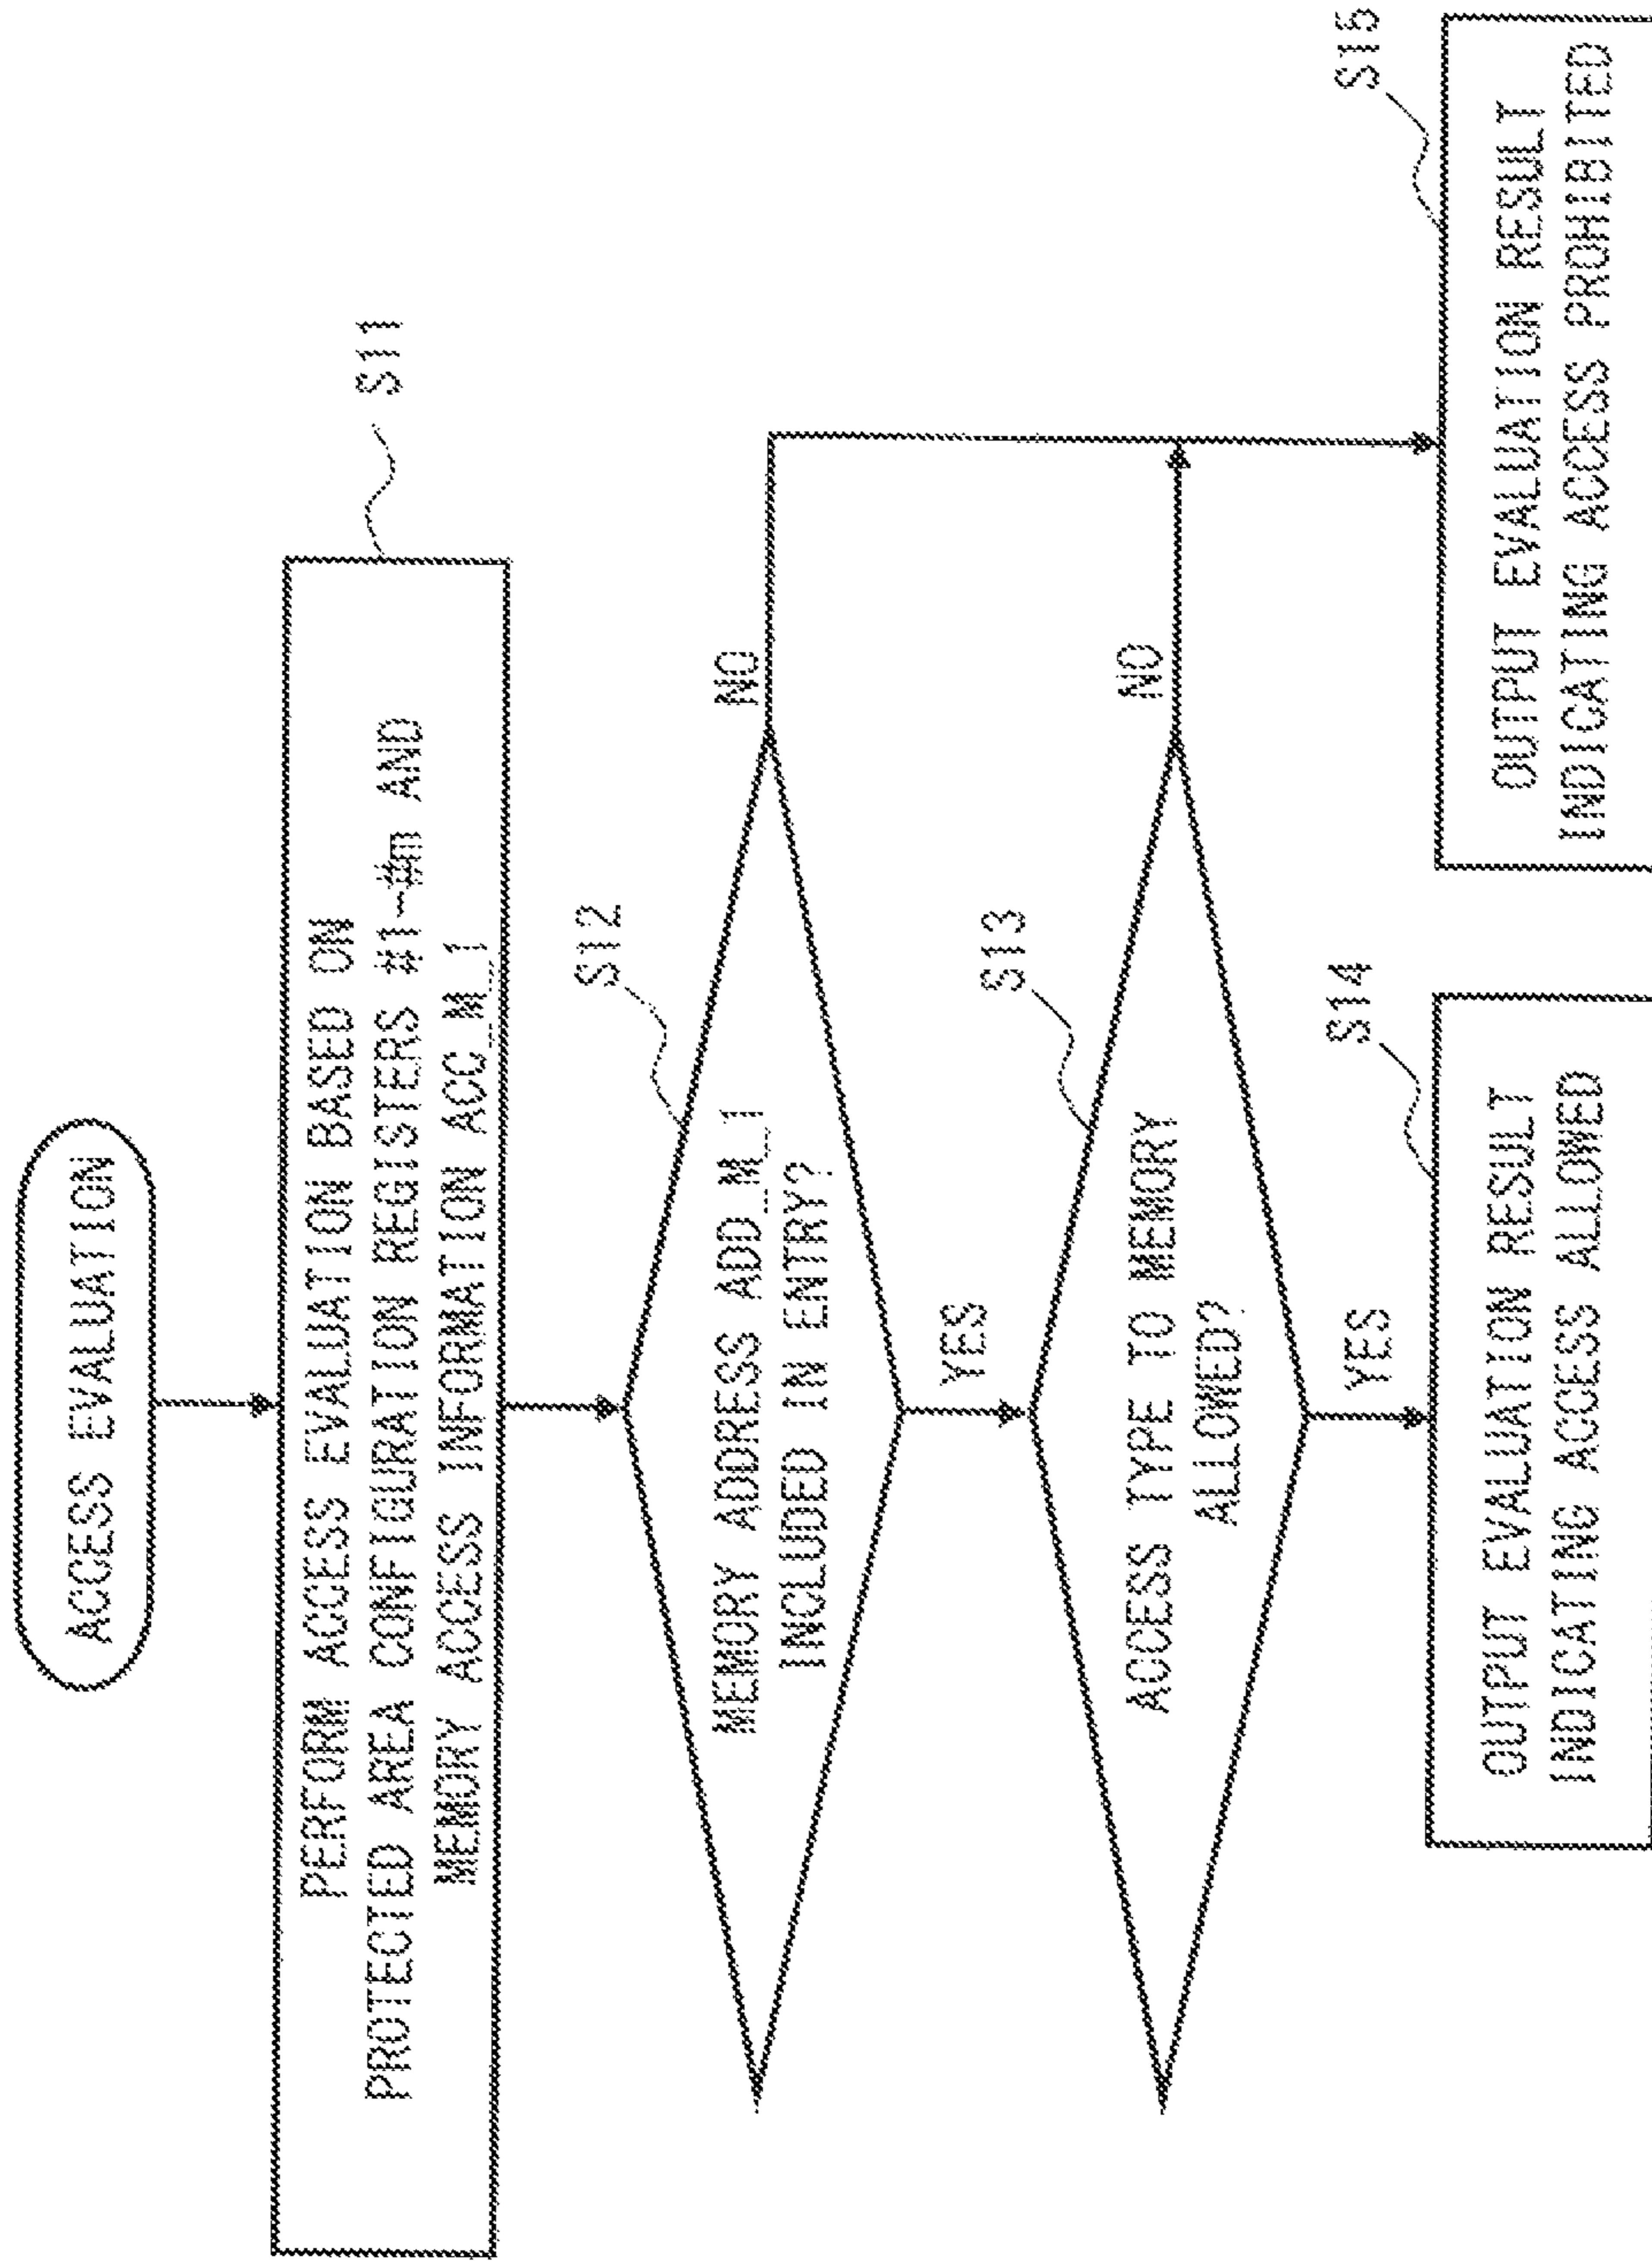 ACCESS EVALUATION
PERFORM ACCESS EVALUATION BASED ON
PROTECTED AREA CONFIGURATION REGISTERS #1~#m AND
MEMORY ACCESS INFORMATION ACC_M_1
S11
MEMORY ADDRESS ADD_M_1
INCLUDED IN ENTRY?
S12
NO
YES
ACCESS TYPE TO MEMORY
ALLOWED?
S13
NO
YES
OUTPUT EVALUATION RESULT
INDICATING ACCESS ALLOWED
S14
OUTPUT EVALUATION RESULT
INDICATING ACCESS PROHIBITED
S15